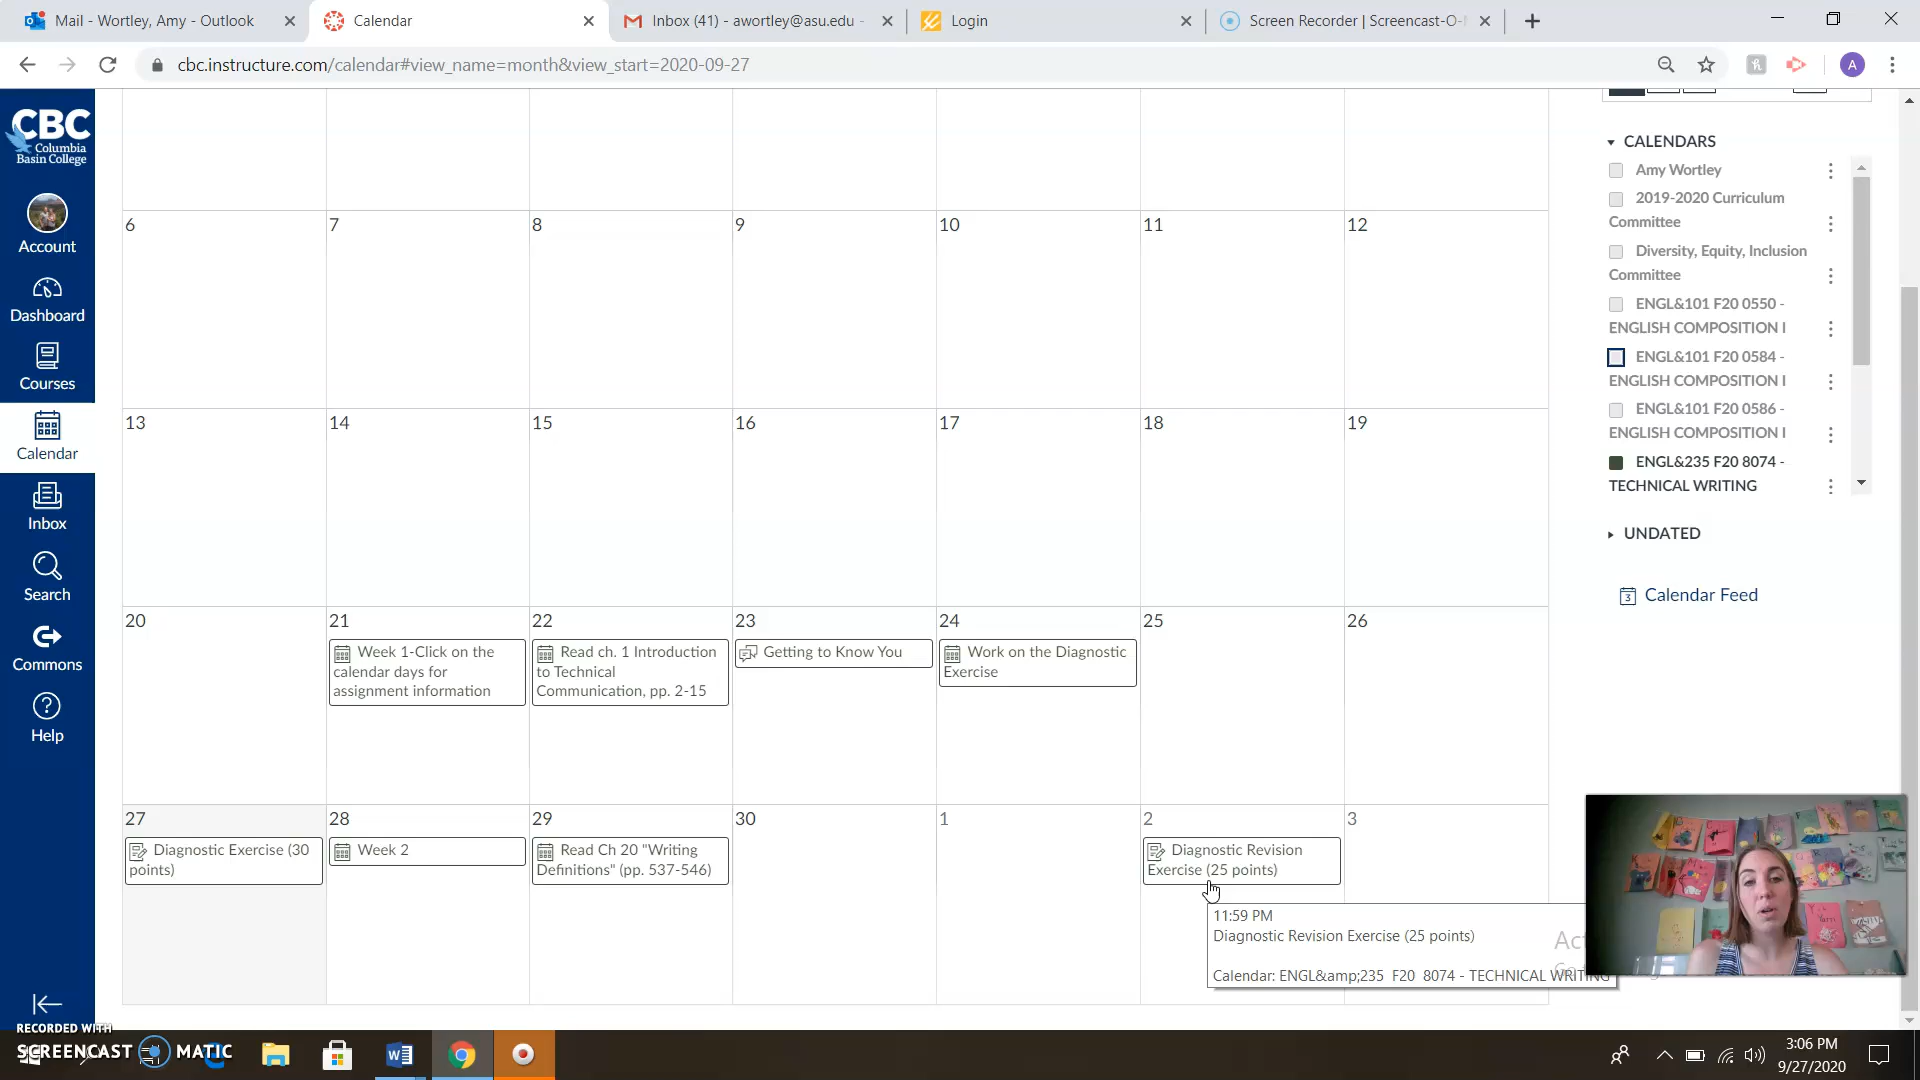 Mail - Wortley, Amy - Outlook
Calendar
Inbox (41) - awortley@asu.edu -
Login
Screen Recorder | Screencast-O-
cbc.instructure.com/calendar#view_name=month&view_start=2020-09-27
A
CBC
Columbia
Basin College
Account
Dashboard
Courses
Calendar
Inbox
Search
Commons
Help
6
7
8
9
10
11
12
13
14
15
16
17
18
19
20
21
Week 1-Click on the
calendar days for
assignment information
22
Read ch. 1 Introduction
to Technical
Communication, pp. 2-15
23
Getting to Know You
24
Work on the Diagnostic
Exercise
25
26
27
Diagnostic Exercise (30
points)
28
Week 2
29
Read Ch 20 "Writing
Definitions" (pp. 537-546)
30
1
2
Diagnostic Revision
Exercise (25 points)
3
11:59 PM
Diagnostic Revision Exercise (25 points)
Calendar: ENGL&amp;235 F20 8074 - TECHNICAL WRITING
CALENDARS
Amy Wortley
2019-2020 Curriculum
Committee
Diversity, Equity, Inclusion
Committee
ENGL&101 F20 0550 -
ENGLISH COMPOSITION I
ENGL&101 F20 0584 -
ENGLISH COMPOSITION I
ENGL&101 F20 0586 -
ENGLISH COMPOSITION I
ENGL&235 F20 8074 -
TECHNICAL WRITING
UNDATED
3
Calendar Feed
RECORDED WITH
SCREENCAST MATIC
3:06 PM
9/27/2020